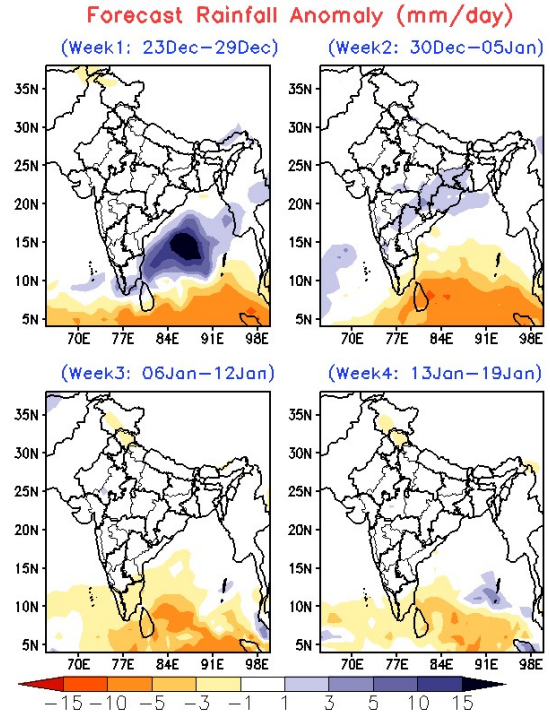 Forecast Rainfall Anomaly (mm/day)
(Week1: 23Dec−29Dec)
(Week2: 30Dec−05Jan)
35N
30N
25N
20N
15N
10N
5N
70E 77E 84E 91E 98E
35N
30N
25N
20N
15N
10N
5N
70E 77E 84E 91E 98E
(Week3: 06Jan−12Jan)
(Week4: 13Jan−19Jan)
35N
30N
25N
20N
15N
10N
5N
70E 77E 84E 91E 98E
35N
30N
25N
20N
15N
10N
5N
70E 77E 84E 91E 98E
−15 −10 −5 −3 −1 1 3 5 10 15